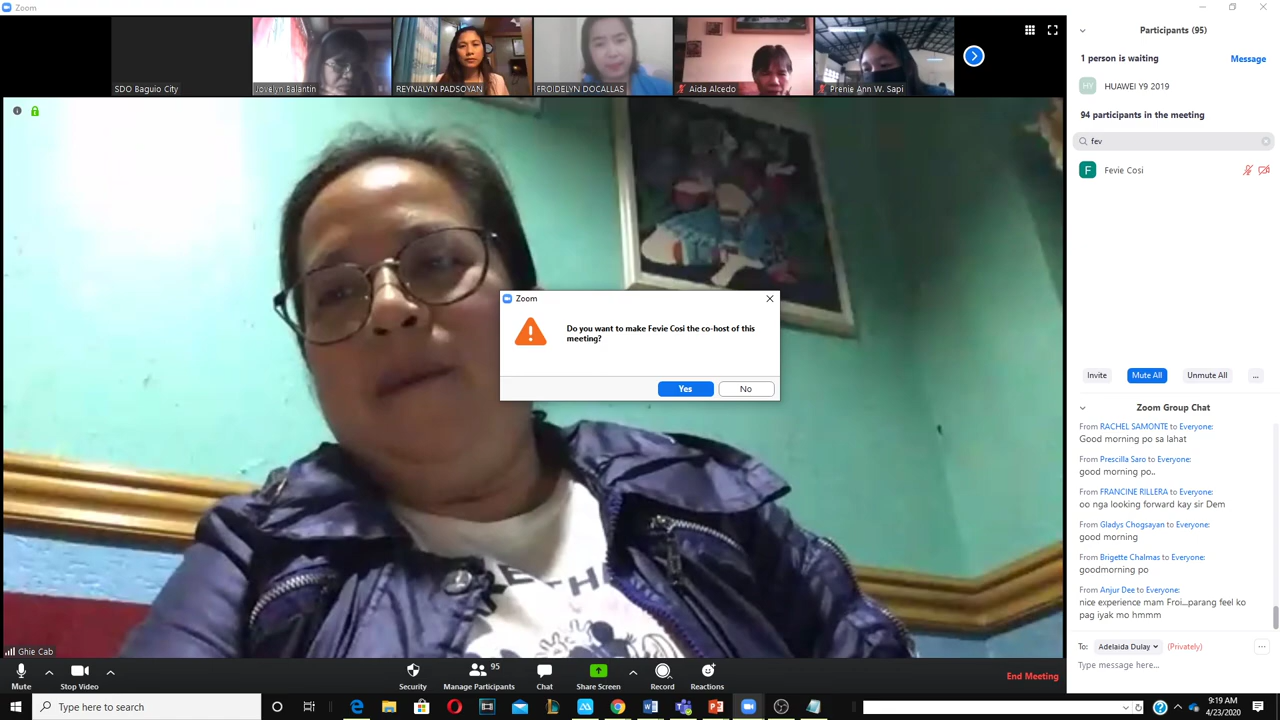 Zoom
SDO Baguio City
Jovelyn Balantin
REYNALYN PADSOYAN
FROIDELYN DOCALLAS
Aida Alcedo
Prenie Ann W. Sapi
Ghie Cab
Zoom
Do you want to make Fevie Cosi the co-host of this
meeting?
Yes
No
Participants (95)
1 person is waiting
Message
HY
HUAWEI Y9 2019
94 participants in the meeting
fev
F
Fevie Cosi
Invite
Mute All
Unmute All
...
Zoom Group Chat
From RACHEL SAMONTE to Everyone:
Good morning po sa lahat
From Prescilla Saro to Everyone:
good morning po..
From FRANCINE RILLERA to Everyone:
oo nga looking forward kay sir Dem
From Gladys Chogsayan to Everyone:
good morning
From Brigette Chalmas to Everyone:
goodmorning po
From Anjur Dee to Everyone:
nice experience mam Froi...parang feel ko
pag iyak mo hmmm
To: Adelaida Dulay (Privately)
Type message here...
Mute
Stop Video
Security
95
Manage Participants
Chat
Share Screen
Record
Reactions
End Meeting
Type here to search
9:19 AM
4/23/2020